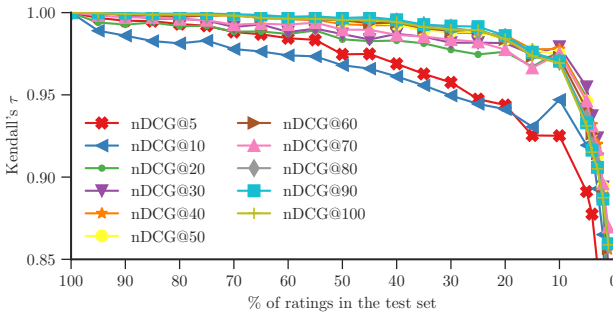 1.00
0.95
0.90
0.85
Kendall's τ
nDCG@5
nDCG@10
nDCG@20
nDCG@30
nDCG@40
nDCG@50
nDCG@60
nDCG@70
nDCG@80
nDCG@90
nDCG@100
100 90 80 70 60 50 40 30 20 10 0
% of ratings in the test set